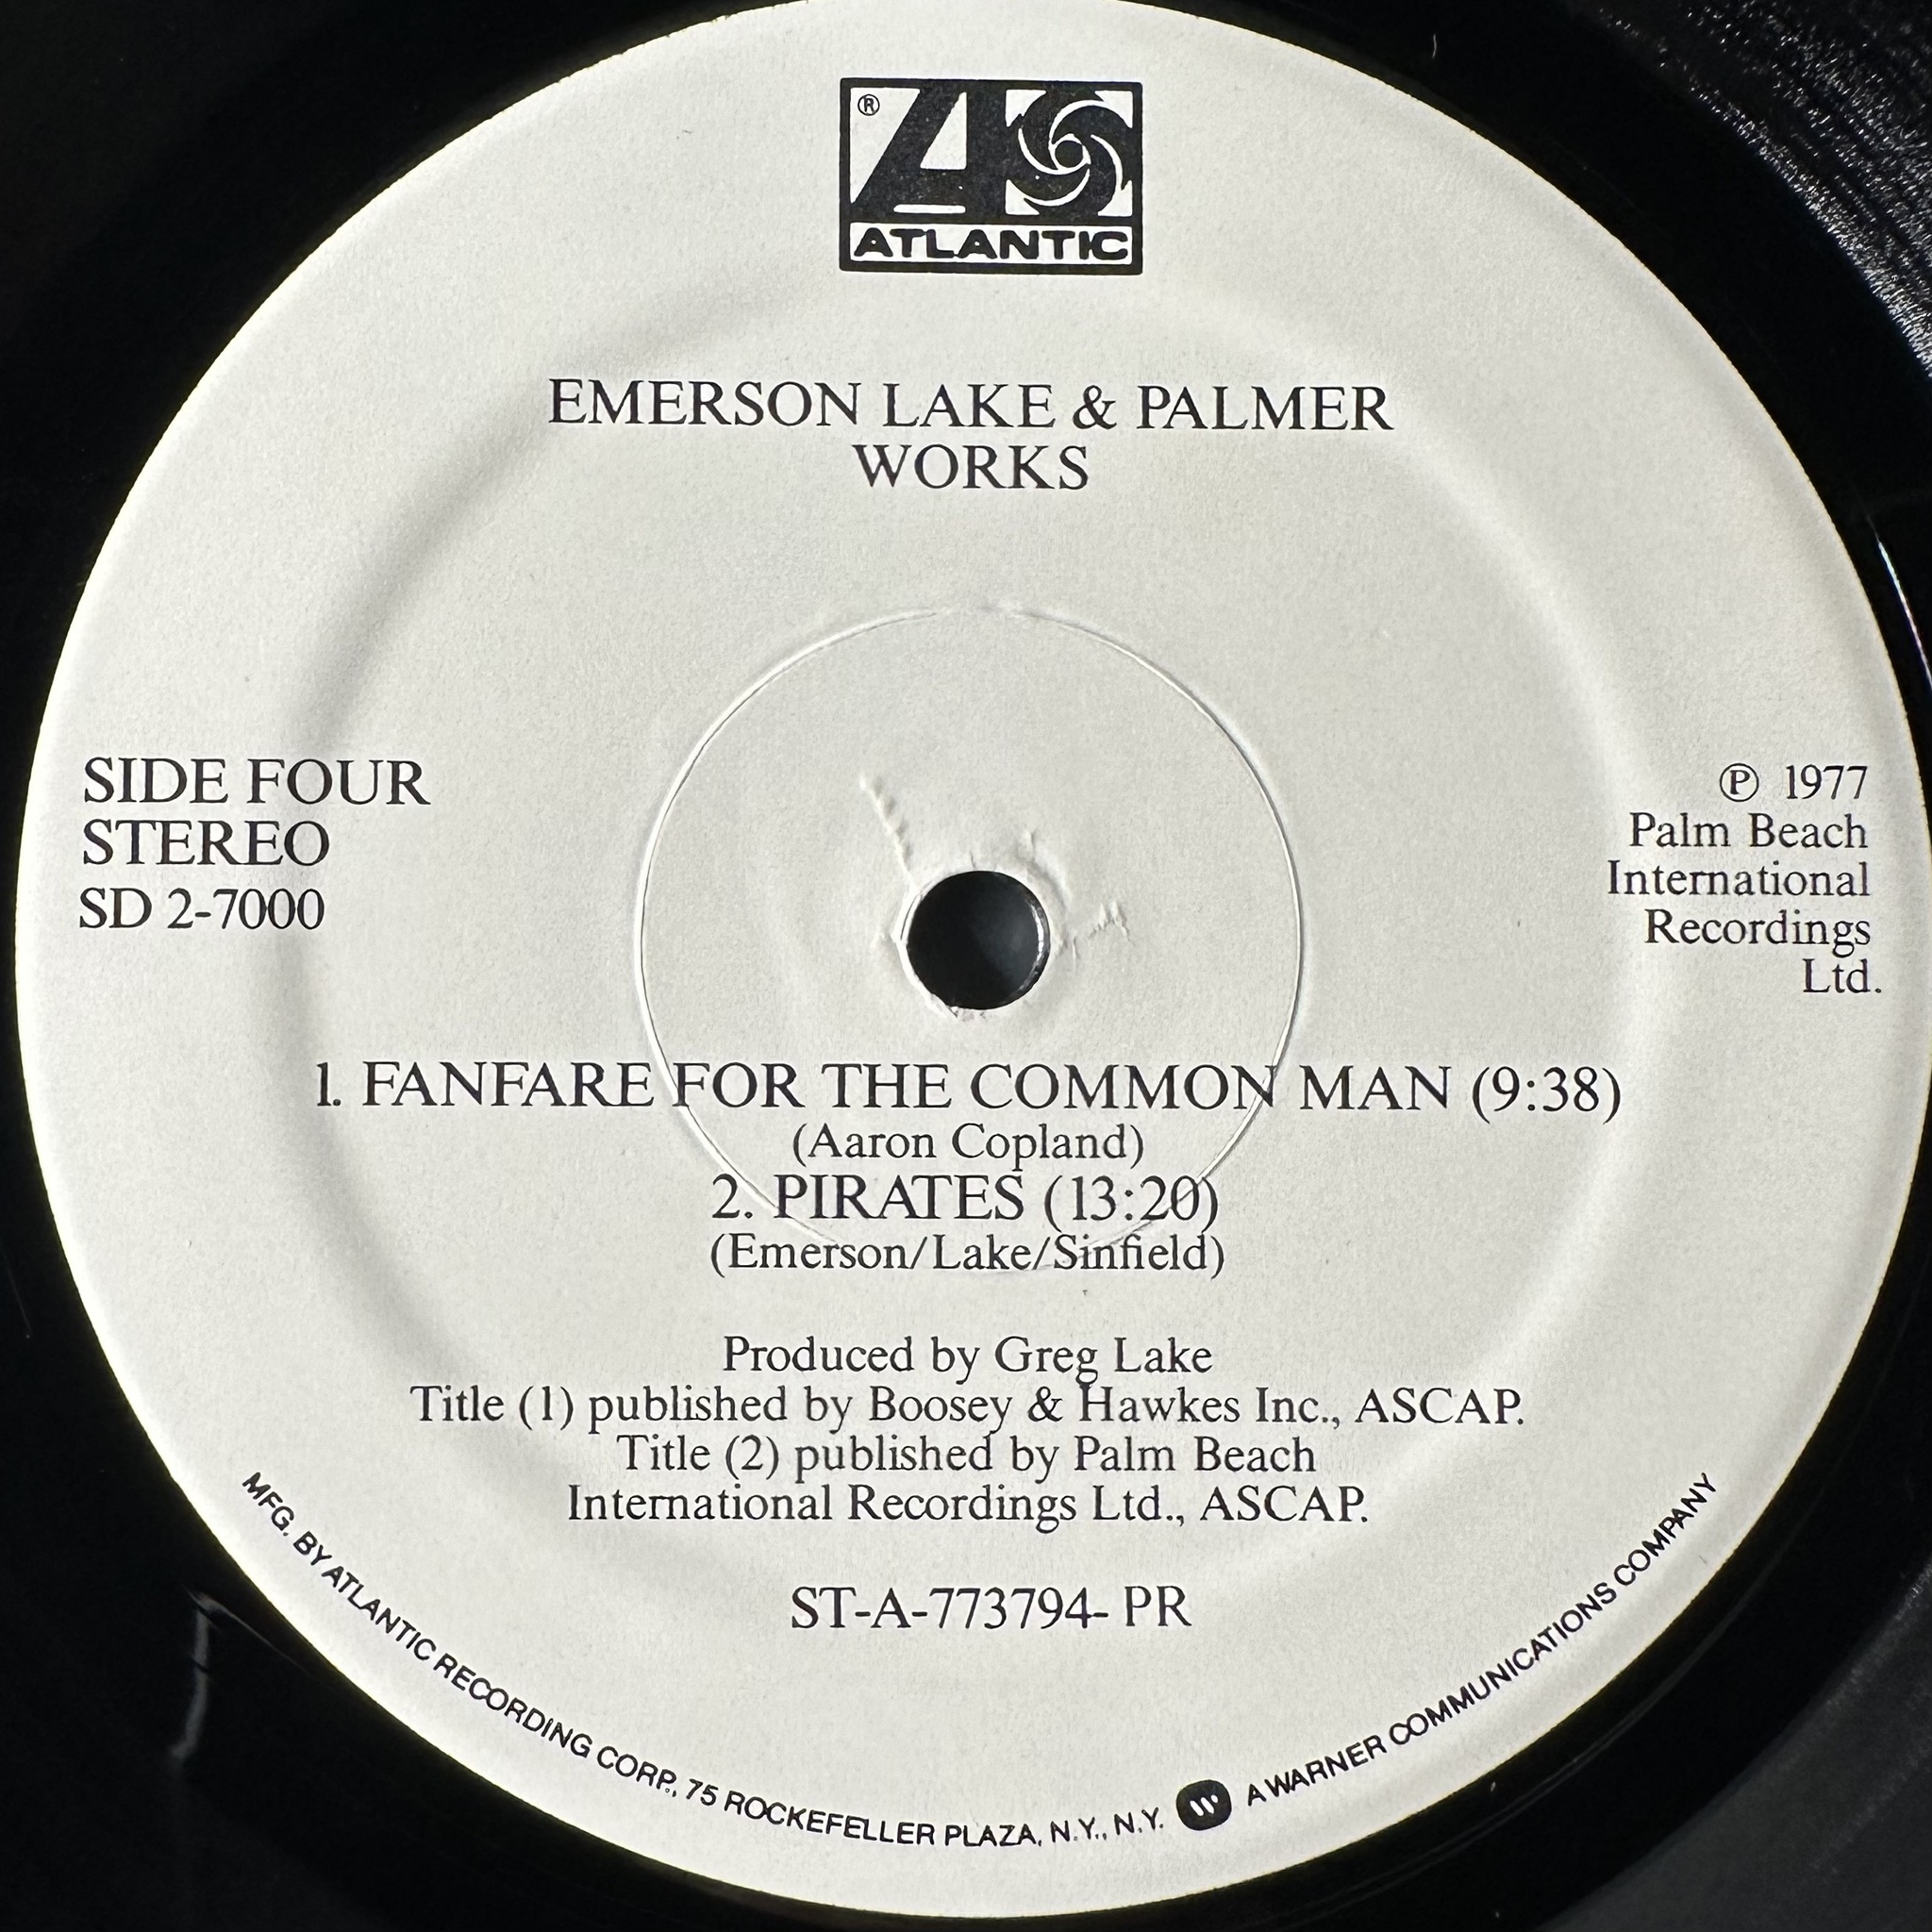 ®
ATLANTIC
EMERSON LAKE & PALMER
WORKS
SIDE FOUR
STEREO
SD 2-7000
℗ 1977
Palm Beach
International
Recordings
Ltd.
1. FANFARE FOR THE COMMON MAN (9:38)
(Aaron Copland)
2. PIRATES (13:20)
(Emerson/Lake/Sinfield)
Produced by Greg Lake
Title (1) published by Boosey & Hawkes Inc., ASCAP.
Title (2) published by Palm Beach
International Recordings Ltd., ASCAP.
ST-A-773794- PR
MFG. BY ATLANTIC RECORDING CORP., 75 ROCKEFELLER PLAZA, N.Y., N.Y. W A WARNER COMMUNICATIONS COMPANY